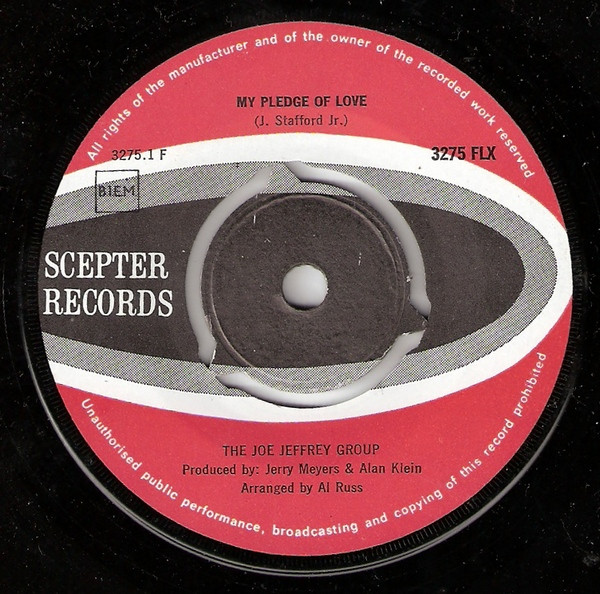 All rights of the manufacturer and of the owner of the recorded work reserved
MY PLEDGE OF LOVE
(J. Stafford Jr.)
3275.1 F
3275 FLX
BIEM
SCEPTER
RECORDS
THE JOE JEFFREY GROUP
Produced by: Jerry Meyers & Alan Klein
Arranged by Al Russ
Unauthorised public performance, broadcasting and copying of this record prohibited